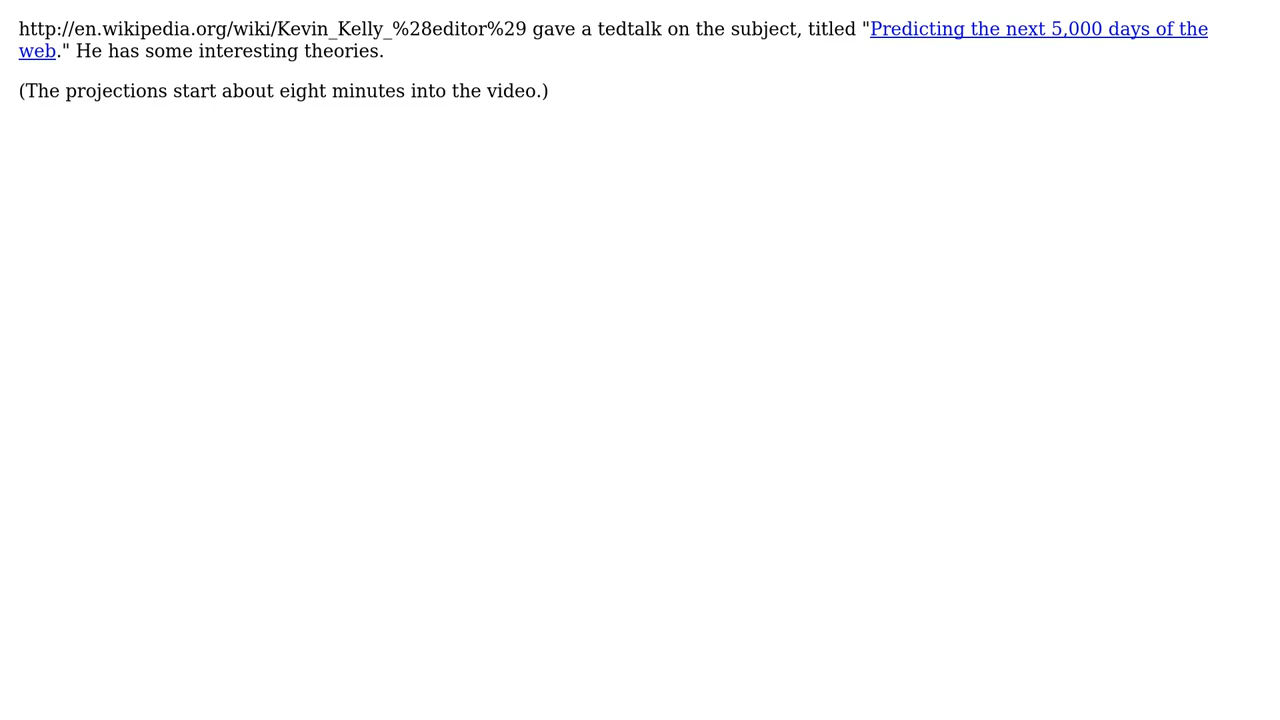 http://en.wikipedia.org/wiki/Kevin_Kelly_%28editor%29 gave a tedtalk on the subject, titled "Predicting the next 5,000 days of the
web." He has some interesting theories.
(The projections start about eight minutes into the video.)